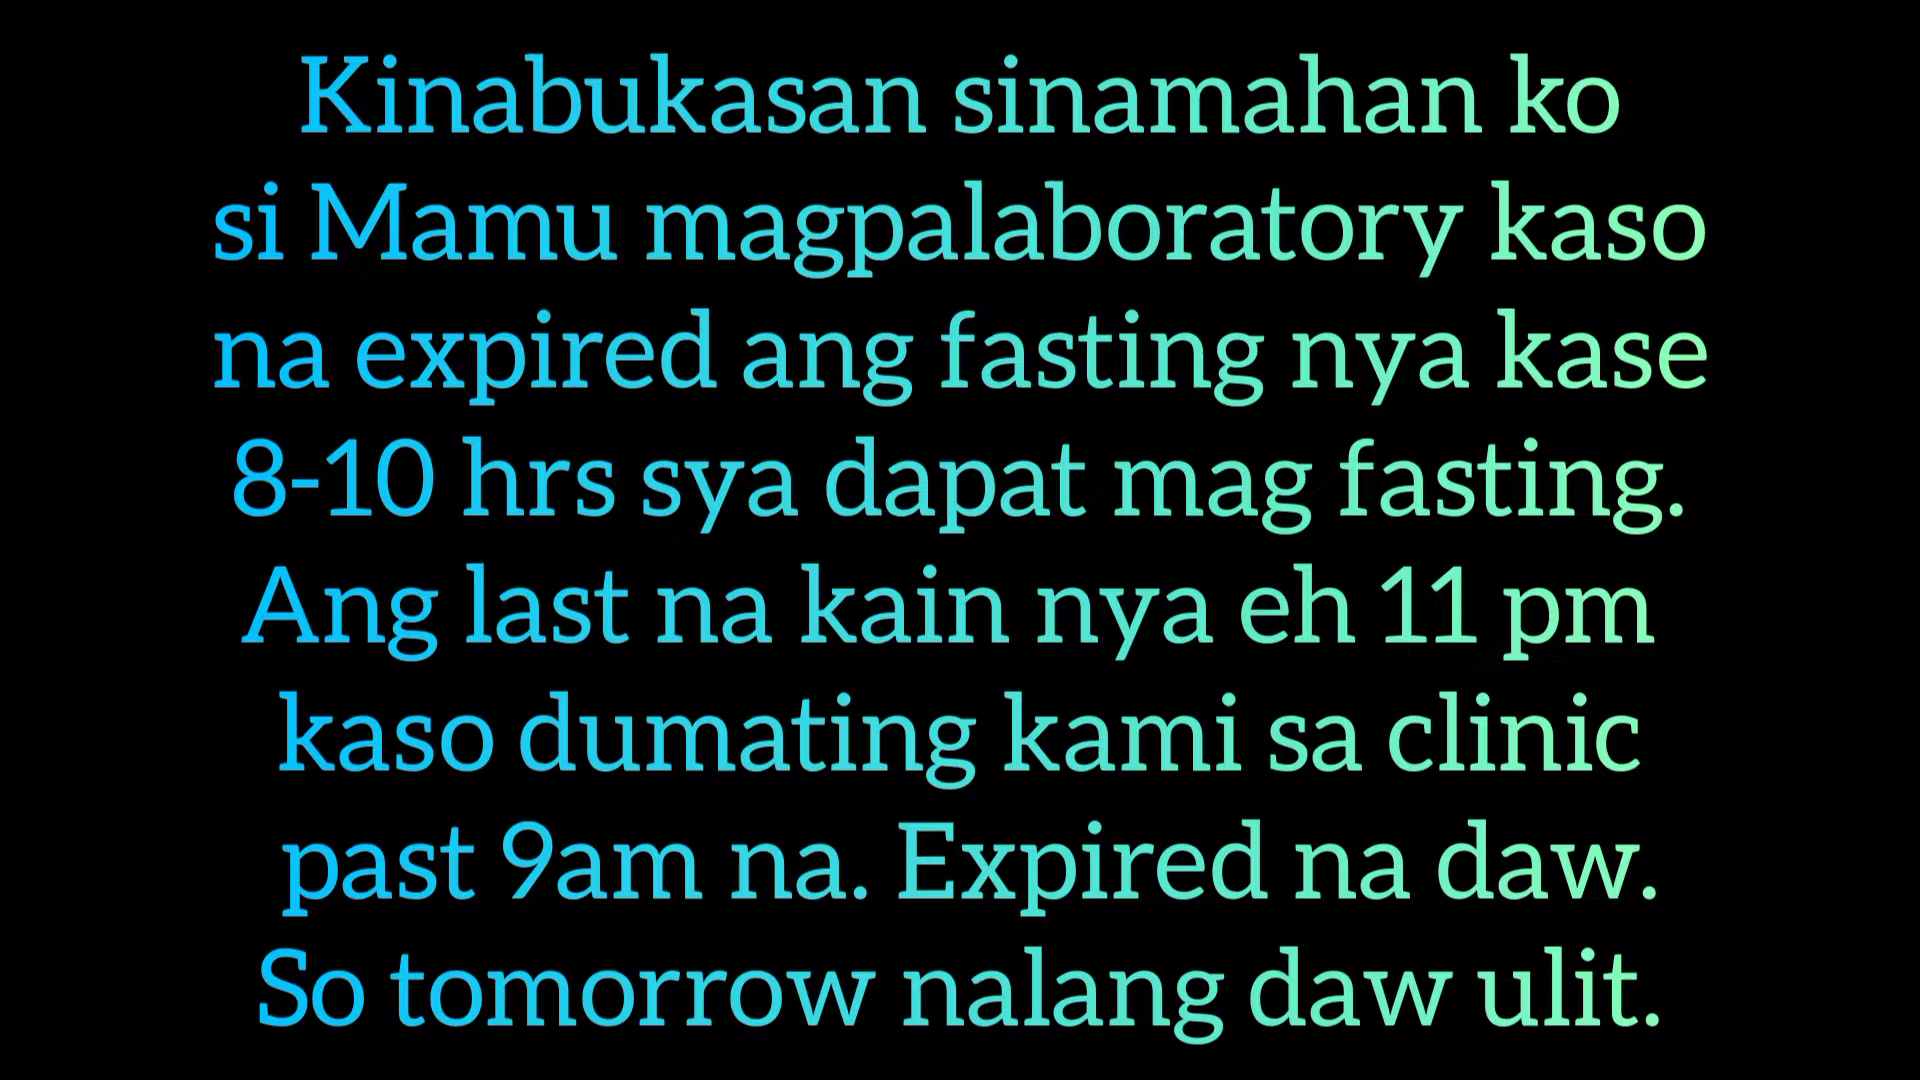 Kinabukasan sinamahan ko
si Mamu magpalaboratory kaso
na expired ang fasting nya kase
8-10 hrs sya dapat mag fasting.
Ang last na kain nya eh 11 pm
kaso dumating kami sa clinic
past 9am na. Expired na daw.
So tomorrow nalang daw ulit.